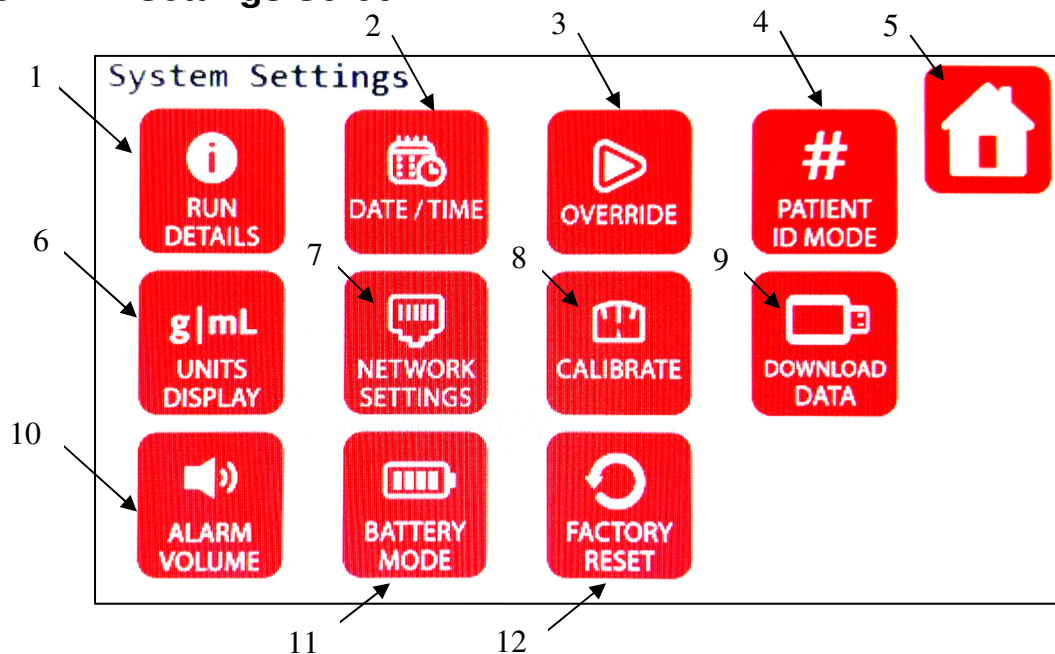 2 3 4 5
1
System Settings
RUN
DETAILS
DATE / TIME
OVERRIDE
#
PATIENT
ID MODE
6 7 8 9
g|mL
UNITS
DISPLAY
NETWORK
SETTINGS
CALIBRATE
DOWNLOAD
DATA
10
ALARM
VOLUME
BATTERY
MODE
FACTORY
RESET
11 12